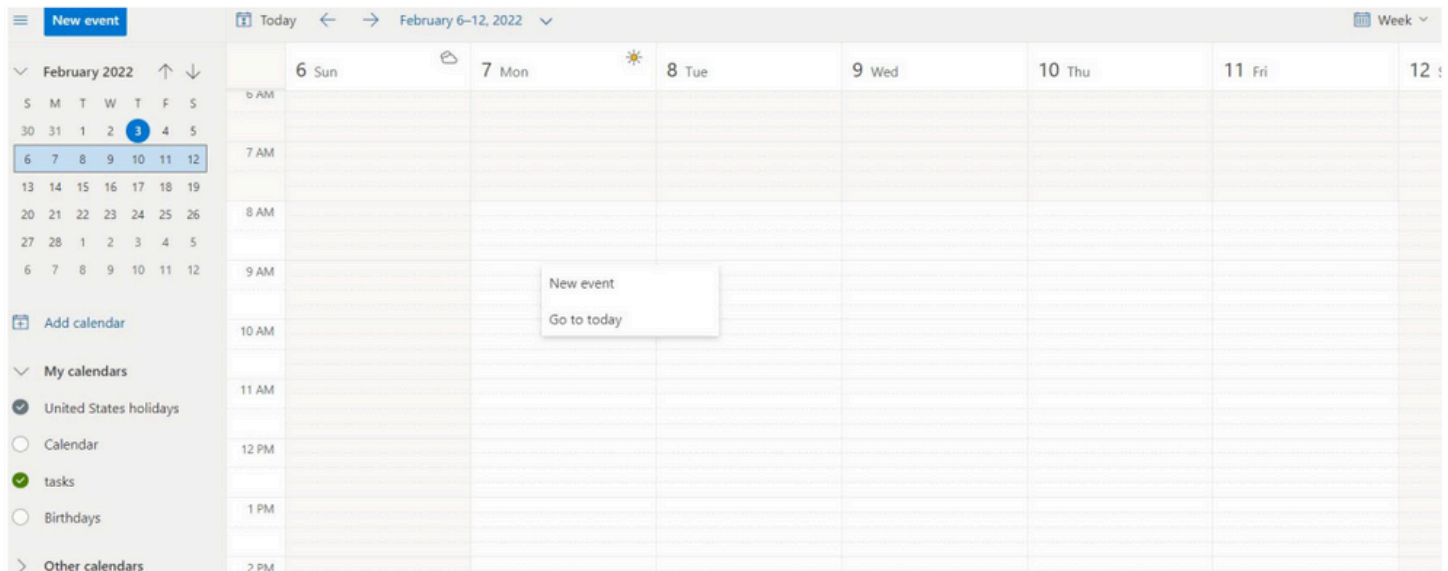 New event
Today February 6–12, 2022 Week
February 2022
S M T W T F S
30 31 1 2 3 4 5
6 7 8 9 10 11 12
13 14 15 16 17 18 19
20 21 22 23 24 25 26
27 28 1 2 3 4 5
6 7 8 9 10 11 12
Add calendar
My calendars
United States holidays
Calendar
tasks
Birthdays
Other calendars
6 Sun 7 Mon 8 Tue 9 Wed 10 Thu 11 Fri 12
6 AM
7 AM
8 AM
9 AM
10 AM
11 AM
12 PM
1 PM
2 PM
New event
Go to today